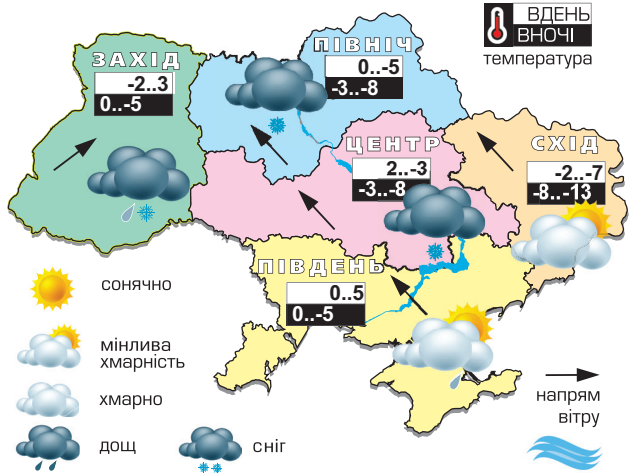 ВДЕНЬ
ВНОЧІ
температура
ЗАХІД
-2..3
0..-5
ПІВНІЧ
0..-5
-3..-8
ЦЕНТР
2..-3
-3..-8
СХІД
-2..-7
-8..-13
ПІВДЕНЬ
0..5
0..-5
сонячно
мінлива
хмарність
хмарно
дощ
сніг
напрям
вітру